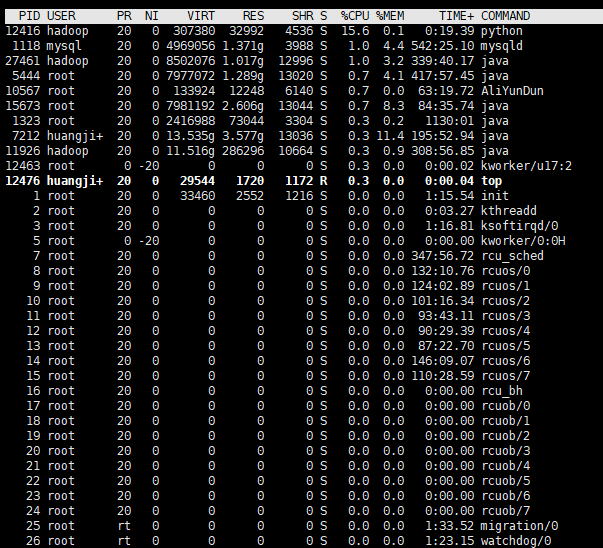 PID USER PR NI VIRT RES SHR S %CPU %MEM TIME+ COMMAND
12416 hadoop 20 0 307380 32992 4536 S 15.6 0.1 0:19.39 python
1118 mysql 20 0 4969056 1.371g 3988 S 1.0 4.4 542:25.10 mysqld
27461 hadoop 20 0 8502076 1.017g 12996 S 1.0 3.2 339:40.17 java
5444 root 20 0 7977072 1.289g 13020 S 0.7 4.1 417:57.45 java
10567 root 20 0 133924 12248 6140 S 0.7 0.0 63:19.72 AliYunDun
15673 root 20 0 7981192 2.606g 13044 S 0.7 8.3 84:35.74 java
1323 root 20 0 2416988 73044 3304 S 0.3 0.2 1130:01 java
7212 huangji+ 20 0 13.535g 3.577g 13036 S 0.3 11.4 195:52.94 java
11926 hadoop 20 0 11.516g 286296 10664 S 0.3 0.9 308:56.85 java
12463 root 0 -20 0 0 0 S 0.3 0.0 0:00.02 kworker/u17:2
12476 huangji+ 20 0 29544 1720 1172 R 0.3 0.0 0:00.04 top
1 root 20 0 33460 2552 1216 S 0.0 0.0 1:15.54 init
2 root 20 0 0 0 0 S 0.0 0.0 0:03.27 kthreadd
3 root 20 0 0 0 0 S 0.0 0.0 1:16.81 ksoftirqd/0
5 root 0 -20 0 0 0 S 0.0 0.0 0:00.00 kworker/0:0H
7 root 20 0 0 0 0 S 0.0 0.0 347:56.72 rcu_sched
8 root 20 0 0 0 0 S 0.0 0.0 132:10.76 rcuos/0
9 root 20 0 0 0 0 S 0.0 0.0 124:02.89 rcuos/1
10 root 20 0 0 0 0 S 0.0 0.0 101:16.34 rcuos/2
11 root 20 0 0 0 0 S 0.0 0.0 93:43.11 rcuos/3
12 root 20 0 0 0 0 S 0.0 0.0 90:29.39 rcuos/4
13 root 20 0 0 0 0 S 0.0 0.0 87:22.70 rcuos/5
14 root 20 0 0 0 0 S 0.0 0.0 146:09.07 rcuos/6
15 root 20 0 0 0 0 S 0.0 0.0 110:28.59 rcuos/7
16 root 20 0 0 0 0 S 0.0 0.0 0:00.00 rcu_bh
17 root 20 0 0 0 0 S 0.0 0.0 0:00.00 rcuob/0
18 root 20 0 0 0 0 S 0.0 0.0 0:00.00 rcuob/1
19 root 20 0 0 0 0 S 0.0 0.0 0:00.00 rcuob/2
20 root 20 0 0 0 0 S 0.0 0.0 0:00.00 rcuob/3
21 root 20 0 0 0 0 S 0.0 0.0 0:00.00 rcuob/4
22 root 20 0 0 0 0 S 0.0 0.0 0:00.00 rcuob/5
23 root 20 0 0 0 0 S 0.0 0.0 0:00.00 rcuob/6
24 root 20 0 0 0 0 S 0.0 0.0 0:00.00 rcuob/7
25 root rt 0 0 0 0 S 0.0 0.0 1:33.52 migration/0
26 root rt 0 0 0 0 S 0.0 0.0 1:23.15 watchdog/0